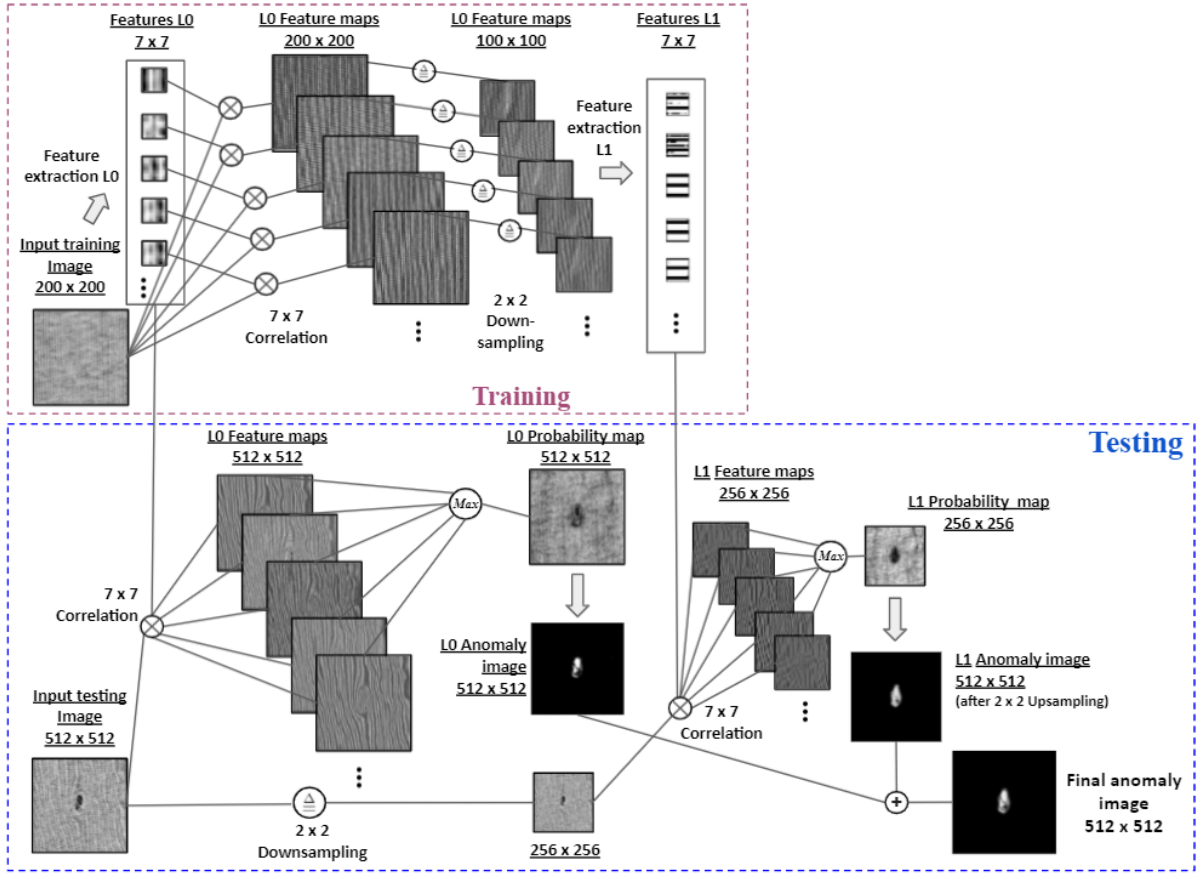 Features L0
7 x 7
L0 Feature maps
200 x 200
L0 Feature maps
100 x 100
Features L1
7 x 7
Feature
extraction L0
Feature
extraction
L1
Input training
Image
200 x 200
7 x 7
Correlation
2 x 2
Down-
sampling
Training
Testing
L0 Feature maps
512 x 512
L0 Probability map
512 x 512
L1 Feature maps
256 x 256
L1 Probability map
256 x 256
Max
Max
7 x 7
Correlation
L0 Anomaly
image
512 x 512
L1 Anomaly image
512 x 512
(after 2 x 2 Upsampling)
Input testing
Image
512 x 512
7 x 7
Correlation
2 x 2
Downsampling
256 x 256
Final anomaly
image
512 x 512